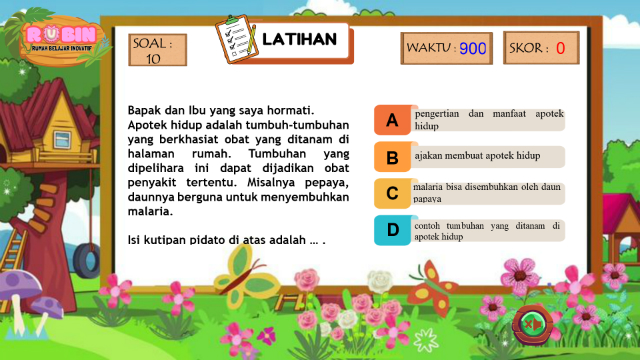 RUBIN
RUMAH BELAJAR INOVATIF
SOAL :
10
LATIHAN
WAKTU : 900
SKOR : 0
Bapak dan Ibu yang saya hormati.
Apotek hidup adalah tumbuh-tumbuhan
yang berkhasiat obat yang ditanam di
halaman rumah. Tumbuhan yang
dipelihara ini dapat dijadikan obat
penyakit tertentu. Misalnya pepaya,
daunnya berguna untuk menyembuhkan
malaria.
Isi kutipan pidato di atas adalah ... .
A pengertian dan manfaat apotek
hidup
B ajakan membuat apotek hidup
C malaria bisa disembuhkan oleh daun
papaya
D contoh tumbuhan yang ditanam di
apotek hidup